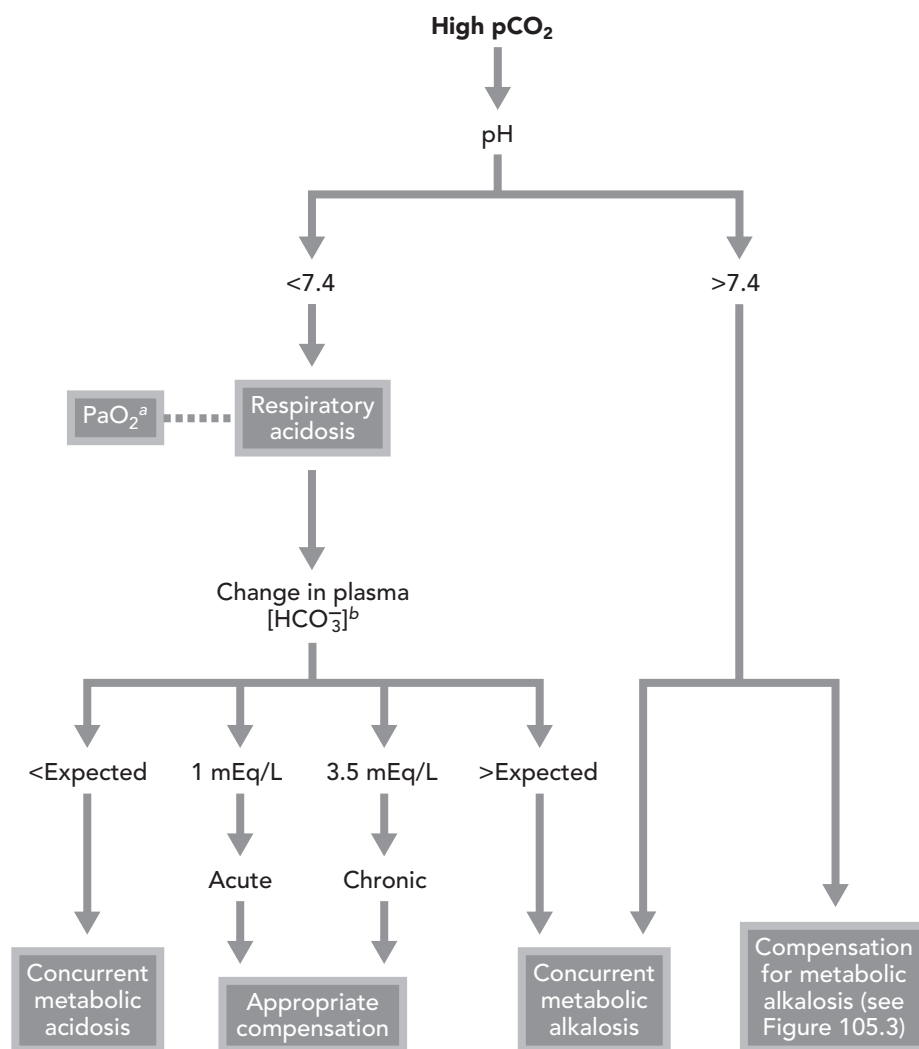 High pCO₂
pH
<7.4
>7.4
PaO₂ᵃ
Respiratory
acidosis
Change in plasma
[HCO₃⁻]ᵇ
<Expected
1 mEq/L
3.5 mEq/L
>Expected
Acute
Chronic
Concurrent
metabolic
acidosis
Appropriate
compensation
Concurrent
metabolic
alkalosis
Compensation
for metabolic
alkalosis (see
Figure 105.3)